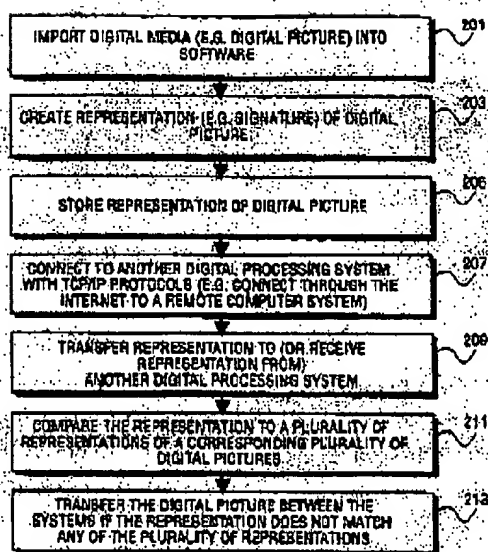 IMPORT DIGITAL MEDIA (E.G. DIGITAL PICTURE) INTO
SOFTWARE
201
CREATE REPRESENTATION (E.G. SIGNATURE) OF DIGITAL
PICTURE
203
STORE REPRESENTATION OF DIGITAL PICTURE
205
CONNECT TO ANOTHER DIGITAL PROCESSING SYSTEM
WITH TCP/IP PROTOCOLS (E.G. CONNECT THROUGH THE
INTERNET TO A REMOTE COMPUTER SYSTEM)
207
TRANSFER REPRESENTATION TO (OR RECEIVE
REPRESENTATION FROM)
ANOTHER DIGITAL PROCESSING SYSTEM
209
COMPARE THE REPRESENTATION TO A PLURALITY OF
REPRESENTATIONS OF A CORRESPONDING PLURALITY OF
DIGITAL PICTURES
211
TRANSFER THE DIGITAL PICTURE BETWEEN THE
SYSTEMS IF THE REPRESENTATION DOES NOT MATCH
ANY OF THE PLURALITY OF REPRESENTATIONS
213